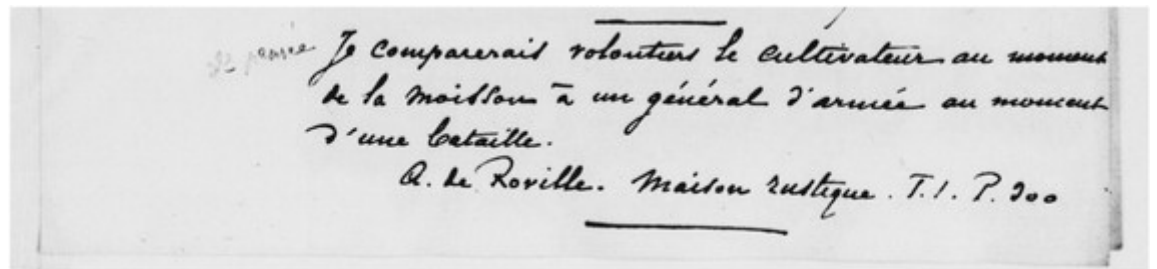 Je comparerais volontiers le cultivateur au moment
de la moisson à un général d'armée au moment
d'une bataille.
A. de Roville. Maison rustique. T. 1. P. 300